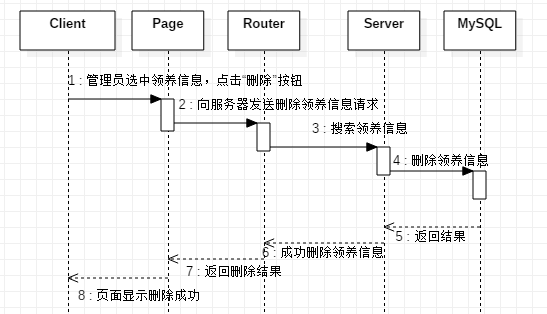 Client
Page
Router
Server
MySQL
1 : 管理员选中领养信息，点击“删除”按钮
2 : 向服务器发送删除领养信息请求
3 : 搜索领养信息
4 : 删除领养信息
5 : 返回结果
6 : 成功删除领养信息
7 : 返回删除结果
8 : 页面显示删除成功